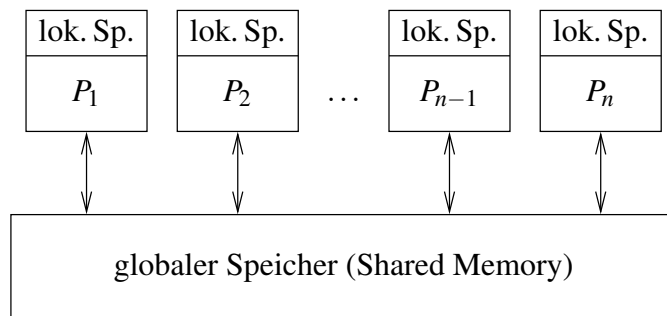 lok. Sp. lok. Sp. lok. Sp. lok. Sp.
P₁ P₂ … Pₙ₋₁ Pₙ
globaler Speicher (Shared Memory)